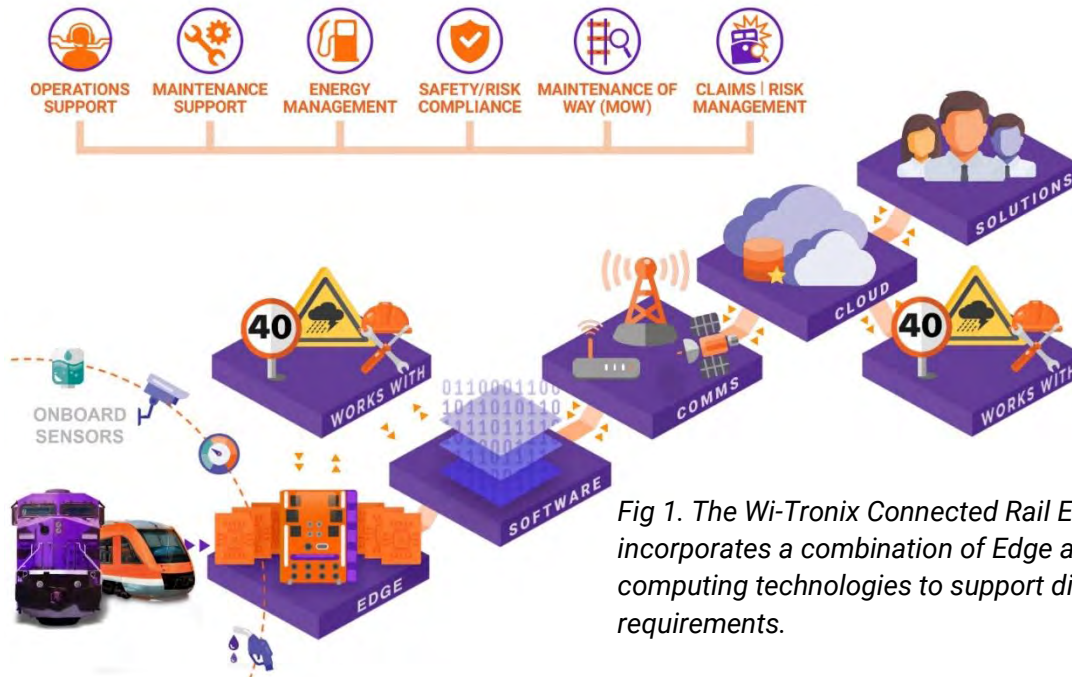 OPERATIONS
SUPPORT
MAINTENANCE
SUPPORT
ENERGY
MANAGEMENT
SAFETY/RISK
COMPLIANCE
MAINTENANCE OF
WAY (MOW)
CLAIMS | RISK
MANAGEMENT
SOLUTIONS
CLOUD
40
WORKS WITH
COMMS
0110001100
1011010110
SOFTWARE
40
WORKS WITH
ONBOARD
SENSORS
EDGE
Fig 1. The Wi-Tronix Connected Rail E
incorporates a combination of Edge a
computing technologies to support di
requirements.